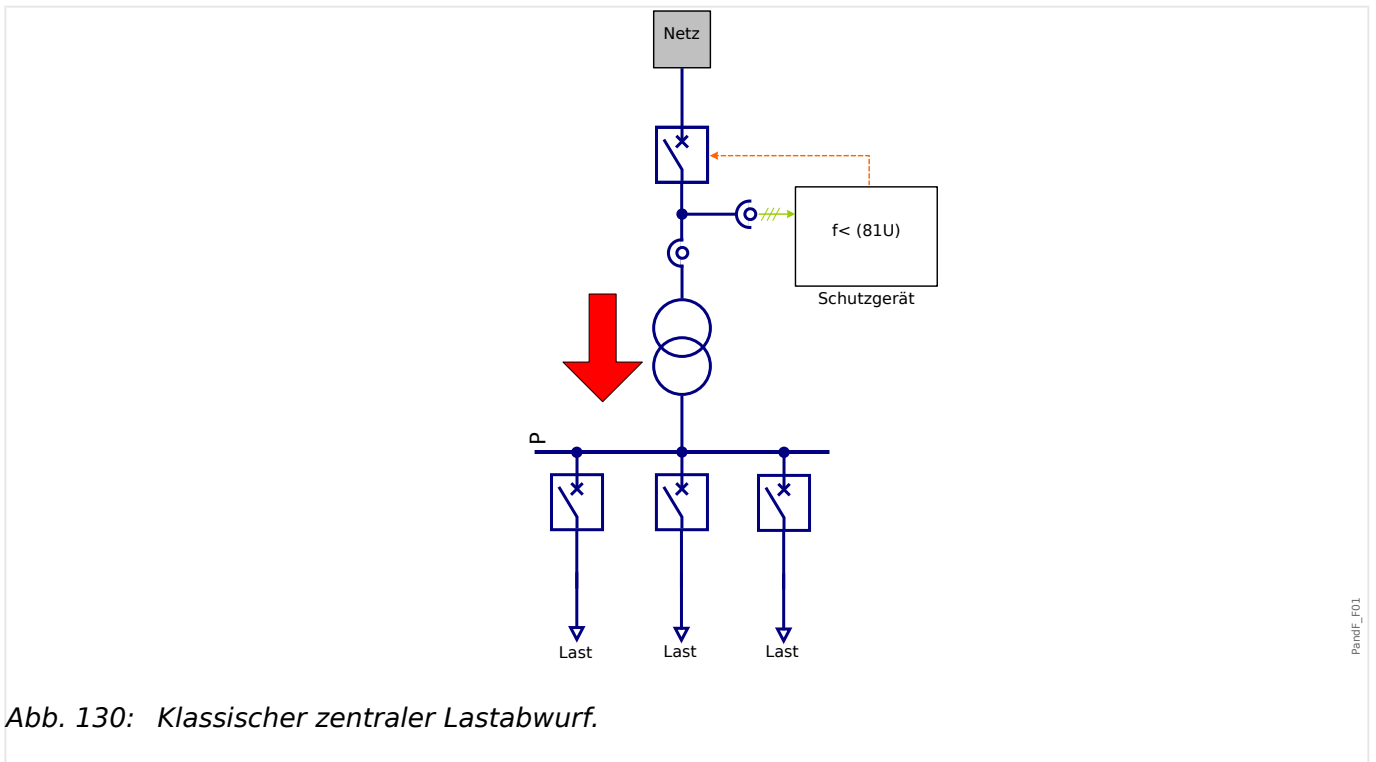 Netz
f< (81U)
Schutzgerät
P
Last
Last
Last
PandF_F01
Abb. 130: Klassischer zentraler Lastabwurf.